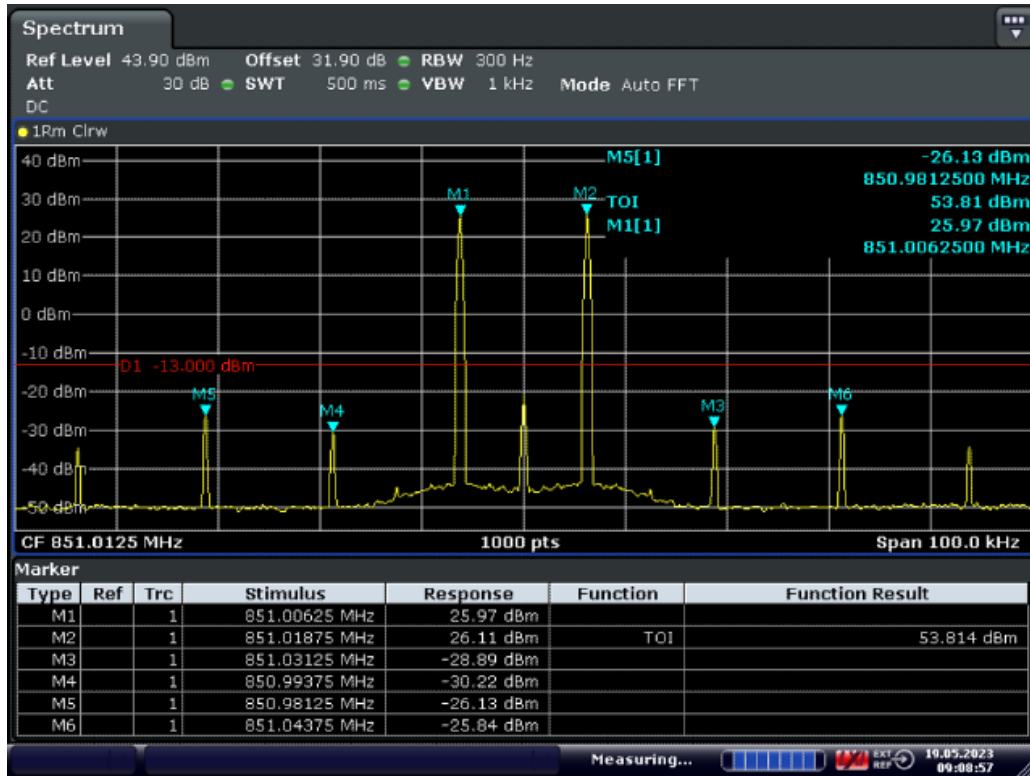 Spectrum
Ref Level 43.90 dBm Offset 31.90 dB RBW 300 Hz
Att 30 dB SWT 500 ms VBW 1 kHz Mode Auto FFT
DC
1Rm Clrw
40 dBm M5[1] -26.13 dBm
850.9812500 MHz
30 dBm M1 M2 TOI 53.81 dBm
M1[1] 25.97 dBm
20 dBm 851.0062500 MHz
10 dBm
0 dBm
-10 dBm
D1 -13.000 dBm
-20 dBm M5 M6
M4 M3
-30 dBm
-40 dBm
-50 dBm
CF 851.0125 MHz 1000 pts Span 100.0 kHz
Marker
Type Ref Trc Stimulus Response Function Function Result
M1 1 851.00625 MHz 25.97 dBm
M2 1 851.01875 MHz 26.11 dBm TOI 53.814 dBm
M3 1 851.03125 MHz -28.89 dBm
M4 1 850.99375 MHz -30.22 dBm
M5 1 850.98125 MHz -26.13 dBm
M6 1 851.04375 MHz -25.84 dBm
Measuring... EXT REF 19.05.2023
09:08:57